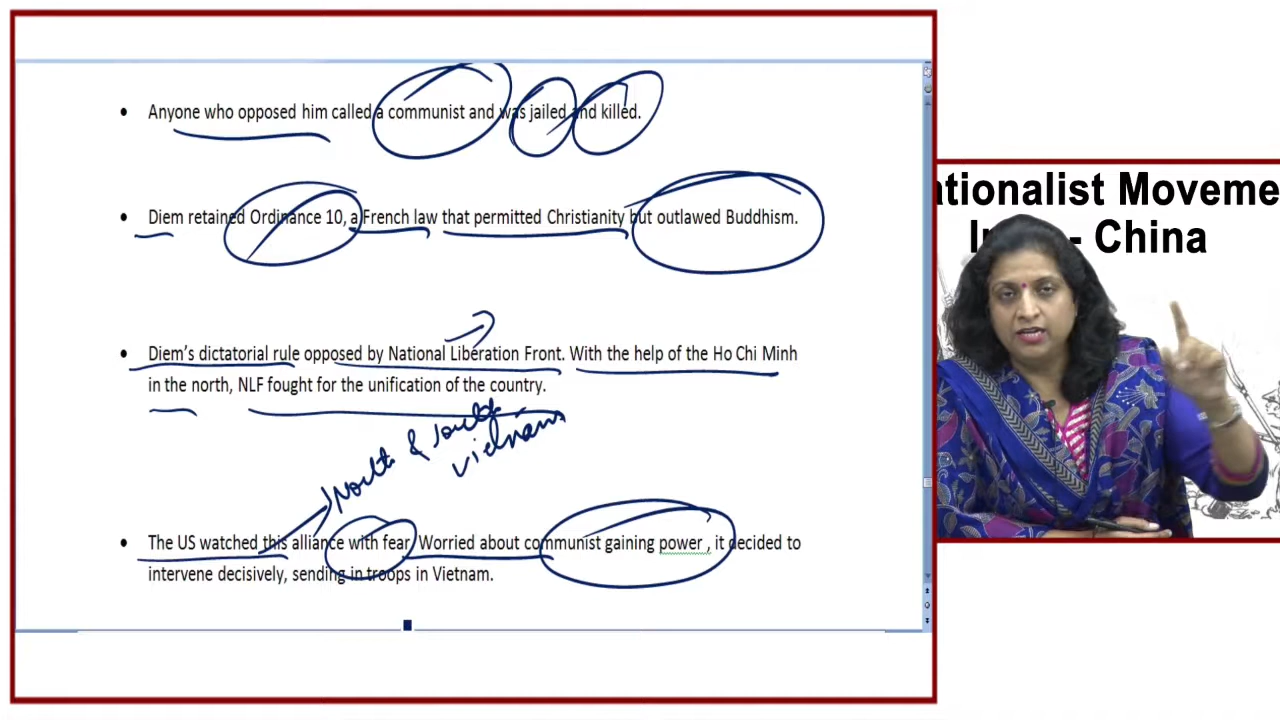 Anyone who opposed him called a communist and was jailed and killed.
Diem retained Ordinance 10, a French law that permitted Christianity but outlawed Buddhism.
Diem's dictatorial rule opposed by National Liberation Front. With the help of the Ho Chi Minh
in the north, NLF fought for the unification of the country.
North & South
Vietnam
The US watched this alliance with fear. Worried about communist gaining power , it decided to
intervene decisively, sending in troops in Vietnam.
ationalist Moveme
- China